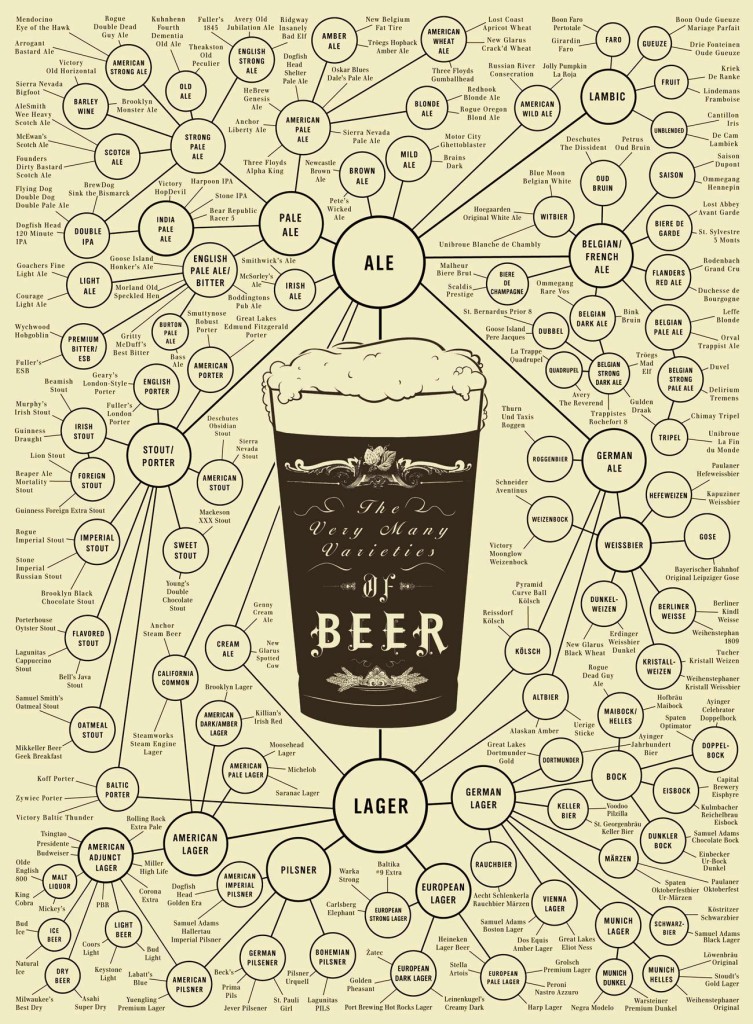 Mendocino
Eye of the Hawk
Rogue
Double Dead
Guy Ale
Arrogant
Bastard Ale
AMERICAN
STRONG ALE
Kuhnhenn
Fourth
Dementia
Old Ale
Theakston
Old
Peculier
OLD
ALE
Fuller's
1845
Avery Old
Jubilation Ale
ENGLISH
STRONG
ALE
Ridgway
Insanely
Bad Elf
Victory
Old Horizontal
Sierra Nevada
Bigfoot
AleSmith
Wee Heavy
Scotch Ale
BARLEY
WINE
Brooklyn
Monster Ale
McEwan's
Scotch Ale
Founders
Dirty Bastard
Scotch Ale
SCOTCH
ALE
STRONG
PALE
ALE
AMBER
ALE
New Belgium
Fat Tire
Tröegs Hopback
Amber Ale
Dogfish
Head
Shelter
Pale Ale
Oskar Blues
Dale's Pale Ale
HeBrew
Genesis
Ale
Anchor
Liberty Ale
AMERICAN
PALE
ALE
Sierra Nevada
Pale Ale
Three Floyds
Alpha King
AMERICAN
WHEAT
ALE
Lost Coast
Apricot Wheat
New Glarus
Crack'd Wheat
Three Floyds
Gumballhead
BLONDE
ALE
Redhook
Blonde Ale
Rogue Oregon
Blond Ale
Russian River
Consecration
Jolly Pumpkin
La Roja
AMERICAN
WILD ALE
Boon Faro
Pertotale
Girardin
Faro
FARO
Boon Oude Gueuze
Mariage Parfait
Drie Fonteinen
Oude Gueuze
GUEUZE
LAMBIC
FRUIT
Kriek
De Ranke
Lindemans
Framboise
UNBLENDED
Cantillon
Iris
De Cam
Lambiek
MILD
ALE
Motor City
Ghettoblaster
Brains
Dark
BROWN
ALE
Newcastle
Brown
Ale
Pete's
Wicked
Ale
Flying Dog
Double Dog
Double Pale Ale
BrewDog
Sink the Bismarck
Dogfish Head
120 Minute
IPA
DOUBLE
IPA
Victory
HopDevil
Harpoon IPA
Stone IPA
Bear Republic
Racer 5
INDIA
PALE
ALE
PALE
ALE
ALE
Goachers Fine
Light Ale
Courage
Light Ale
LIGHT
ALE
Goose Island
Honker's Ale
Morland Old
Speckled Hen
ENGLISH
PALE ALE/
BITTER
Smithwick's Ale
McSorley's
Ale
Boddingtons
Pub Ale
IRISH
ALE
Great Lakes
Edmund Fitzgerald
Porter
Wychwood
Hobgoblin
Fuller's
ESB
PREMIUM
BITTER/
ESB
Gritty
McDuff's
Best Bitter
BURTON
PALE
ALE
Bass
Ale
Smuttynose
Robust
Porter
AMERICAN
PORTER
Deschutes
The Dissident
Petrus
Oud Bruin
OUD
BRUIN
Blue Moon
Belgian White
Hoegaarden
Original White Ale
Unibroue Blanche de Chambly
WITBIER
SAISON
Saison
Dupont
Ommegang
Hennepin
BIERE DE
GARDE
Lost Abbey
Avant Garde
St. Sylvestre
3 Monts
BELGIAN/
FRENCH
ALE
FLANDERS
RED ALE
Rodenbach
Grand Cru
Duchesse de
Bourgogne
Malheur
Biere Brut
Scaldis
Prestige
BIERE
DE
CHAMPAGNE
BELGIAN
DARK ALE
Ommegang
Rare Vos
Bink
Bruin
BELGIAN
PALE ALE
Leffe
Blonde
Orval
Trappist Ale
St. Bernardus Prior 8
Goose Island
Pere Jacques
DUBBEL
La Trappe
Quadrupel
QUADRUPEL
Avery
The Reverend
BELGIAN
STRONG
DARK ALE
Tröegs
Mad
Elf
Gulden
Draak
Trappistes
Rochefort 8
BELGIAN
STRONG
PALE ALE
Duvel
Delirium
Tremens
TRIPEL
Chimay Tripel
Unibroue
La Fin
du Monde
Geary's
London-Style
Porter
ENGLISH
PORTER
Fuller's
London
Porter
Beamish
Stout
Murphy's
Irish Stout
Guinness
Draught
IRISH
STOUT
Lion Stout
Reaper Ale
Mortality
Stout
Guinness Foreign Extra Stout
FOREIGN
STOUT
STOUT/
PORTER
Deschutes
Obsidian
Stout
Sierra
Nevada
Stout
AMERICAN
STOUT
Rogue
Imperial Stout
Stone
Imperial
Russian Stout
Brooklyn Black
Chocolate Stout
IMPERIAL
STOUT
Mackeson
XXX Stout
SWEET
STOUT
Young's
Double
Chocolate
Stout
Porterhouse
Oytster Stout
Lagunitas
Cappuccino
Stout
Bell's Java
Stout
FLAVORED
STOUT
Samuel Smith's
Oatmeal
Stout
Mikkeller Beer
Geek Breakfast
OATMEAL
STOUT
The
Very Many
Varieties
OF
BEER
Thurn
Und Taxis
Roggen
ROGGENBIER
GERMAN
ALE
Schneider
Aventinus
Victory
Moonglow
Weizenbock
WEIZENBOCK
HEFEWEIZEN
Paulaner
Hefeweissbier
Kapuziner
Weissbier
WEISSBIER
GOSE
Bayerischer Bahnhof
Original Leipziger Gose
DUNKEL-
WEIZEN
New Glarus
Black Wheat
Erdinger
Weissbier
Dunkel
BERLINER
WEISSE
Berliner
Kindl
Weisse
Weihenstephan
1809
KRISTALL-
WEIZEN
Tucher
Kristall Weizen
Weihenstephaner
Kristall Weissbier
Pyramid
Curve Ball
Kölsch
Reissdorf
Kölsch
KÖLSCH
ALTBIER
Alaskan Amber
Uerige
Sticke
Anchor
Steam Beer
CALIFORNIA
COMMON
Steamworks
Steam Engine
Lager
Genny
Cream
Ale
CREAM
ALE
New
Glarus
Spotted
Cow
Brooklyn Lager
AMERICAN
DARK/AMBER
LAGER
Killian's
Irish Red
AMERICAN
PALE LAGER
Moosehead
Lager
Michelob
Saranac Lager
Koff Porter
Zywiec Porter
Victory Baltic Thunder
BALTIC
PORTER
LAGER
AMERICAN
LAGER
Rolling Rock
Extra Pale
Tsingtao
Presidente
Budweiser
Miller
High Life
Corona
Extra
PBR
AMERICAN
ADJUNCT
LAGER
Olde
English
800
King
Cobra
Mickey's
MALT
LIQUOR
Bud
Ice
Natural
Ice
ICE
BEER
Coors
Light
Keystone
Light
Bud
Light
LIGHT
BEER
Milwaukee's
Best Dry
Asahi
Super Dry
DRY
BEER
Dogfish
Head
Golden Era
Samuel Adams
Hallertau
Imperial Pilsner
AMERICAN
IMPERIAL
PILSNER
PILSNER
Labatt's
Blue
Yuengling
Premium Lager
AMERICAN
PILSNER
GERMAN
PILSENER
Beck's
Prima
Pils
Jever Pilsener
St. Pauli
Girl
BOHEMIAN
PILSNER
Pilsner
Urquell
Lagunitas
PILS
Warka
Strong
Baltika
#9 Extra
Carlsberg
Elephant
EUROPEAN
STRONG LAGER
EUROPEAN
LAGER
Žatec
Golden
Pheasant
Port Brewing Hot Rocks Lager
EUROPEAN
DARK LAGER
Heineken
Lager Beer
Stella
Artois
Leinenkugel's
Creamy Dark
EUROPEAN
PALE LAGER
Grolsch
Premium Lager
Peroni
Nastro
Azzuro
Harp Lager
GERMAN
LAGER
Great Lakes
Dortmunder
Gold
Ayinger
Jahrhundert
Bier
DORTMUNDER
Rogue
Dead
Guy Ale
Hofbräu
Maibock
MAIBOCK/
HELLES
Spaten
Optimator
Ayinger
Celebrator
Doppelbock
DOPPEL-
BOCK
BOCK
EISBOCK
Capital
Brewery
Eisphyre
Kulmbacher
Reichelbrau
Eisbock
DUNKLER
BOCK
Samuel Adams
Chocolate Bock
Einbecker
Ur-Bock
Dunkel
KELLER
BIER
Voodoo
Pilzilla
St. Georgenbräu
Keller Bier
MÄRZEN
Spaten
Oktoberfestbier
Ur-Märzen
Paulaner
Oktoberfest
RAUCHBIER
Aecht Schlenkerla
Rauchbier Märzen
VIENNA
LAGER
Samuel Adams
Boston Lager
Dos Equis
Amber Lager
Great Lakes
Eliot Ness
MUNICH
LAGER
SCHWARZ-
BIER
Köstritzer
Schwarzbier
Samuel Adams
Black Lager
MUNICH
DUNKEL
Negra Modelo
Warsteiner
Premium Dunkel
MUNICH
HELLES
Löwenbräu
Original
Stoudt's
Gold Lager
Weihenstephaner
Original